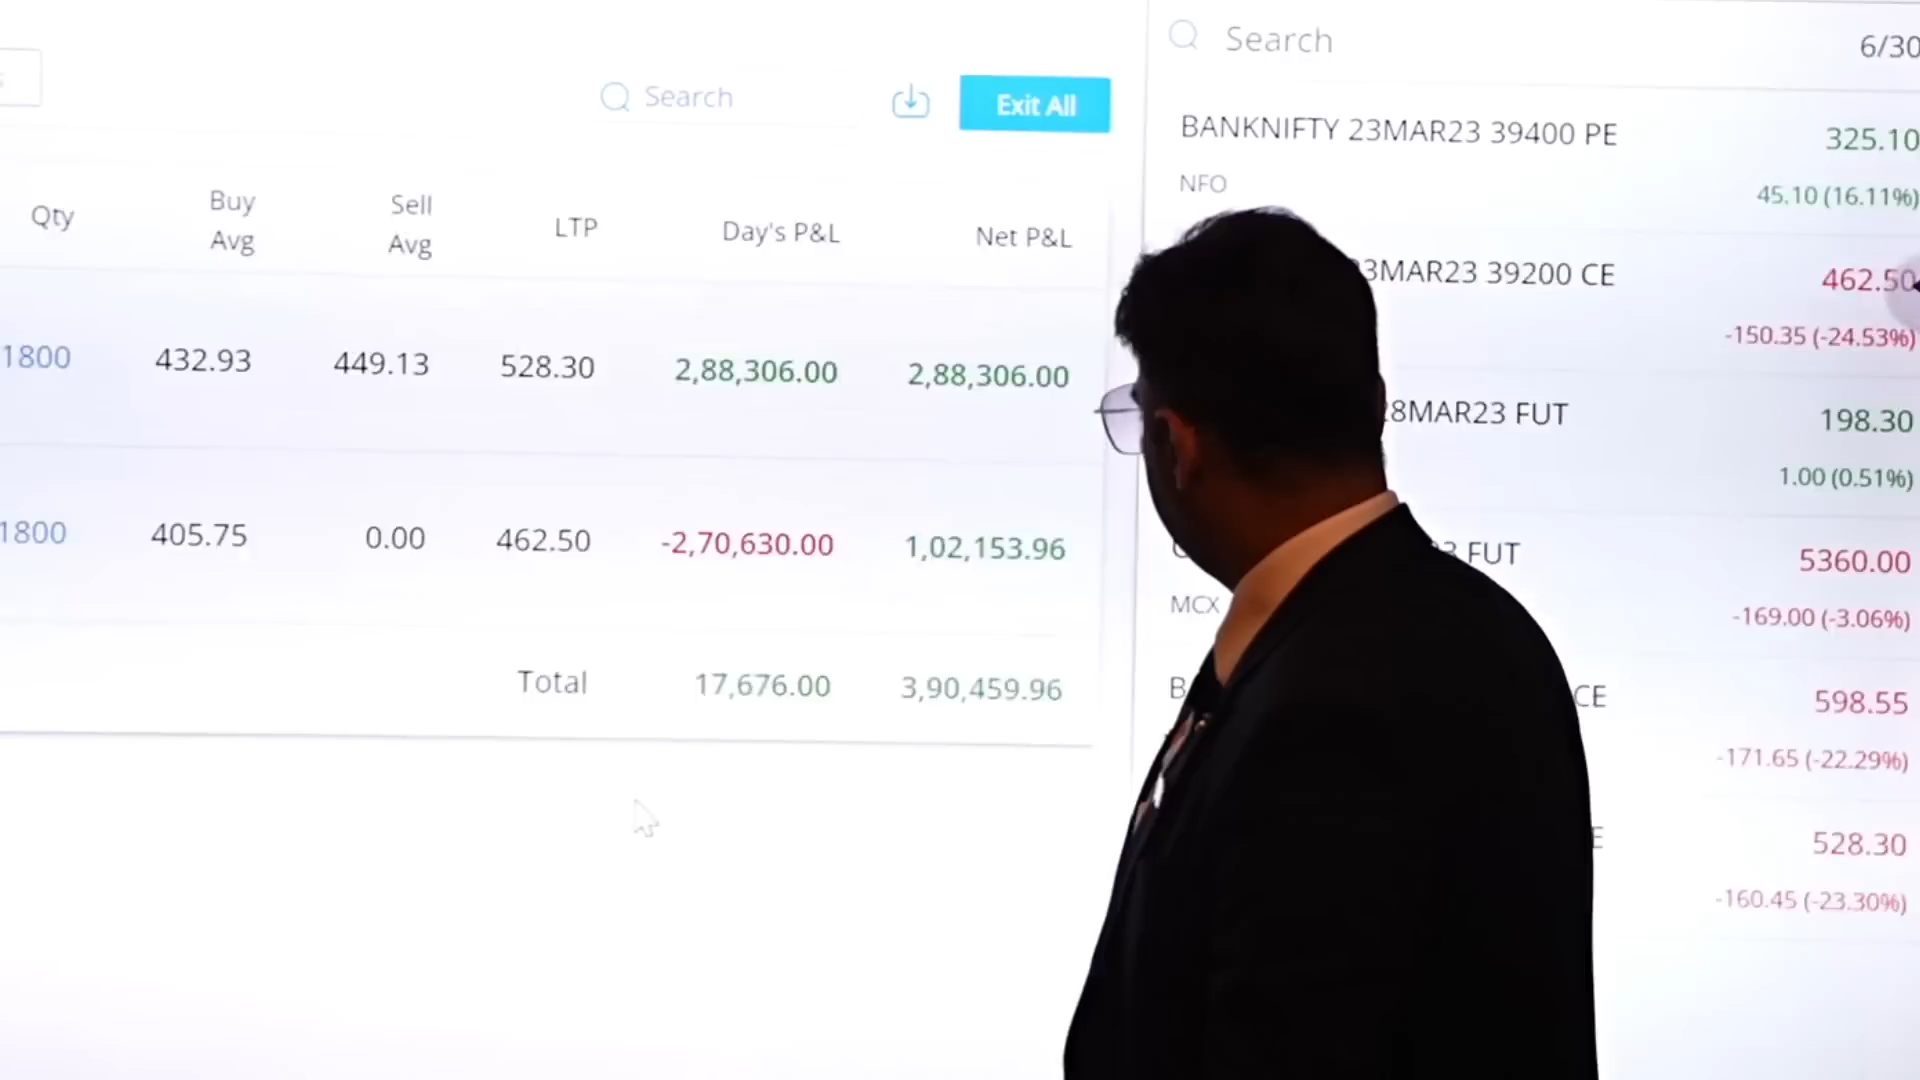 Search
Exit All
Qty
Buy
Avg
Sell
Avg
LTP
Day's P&L
Net P&L
1800
432.93
449.13
528.30
2,88,306.00
2,88,306.00
1800
405.75
0.00
462.50
-2,70,630.00
1,02,153.96
Total
17,676.00
3,90,459.96
Search
6/30
BANKNIFTY 23MAR23 39400 PE
325.10
NFO
45.10 (16.11%)
3MAR23 39200 CE
462.50
-150.35 (-24.53%)
28MAR23 FUT
198.30
1.00 (0.51%)
3 FUT
5360.00
MCX
-169.00 (-3.06%)
B
CE
598.55
-171.65 (-22.29%)
E
528.30
-160.45 (-23.30%)